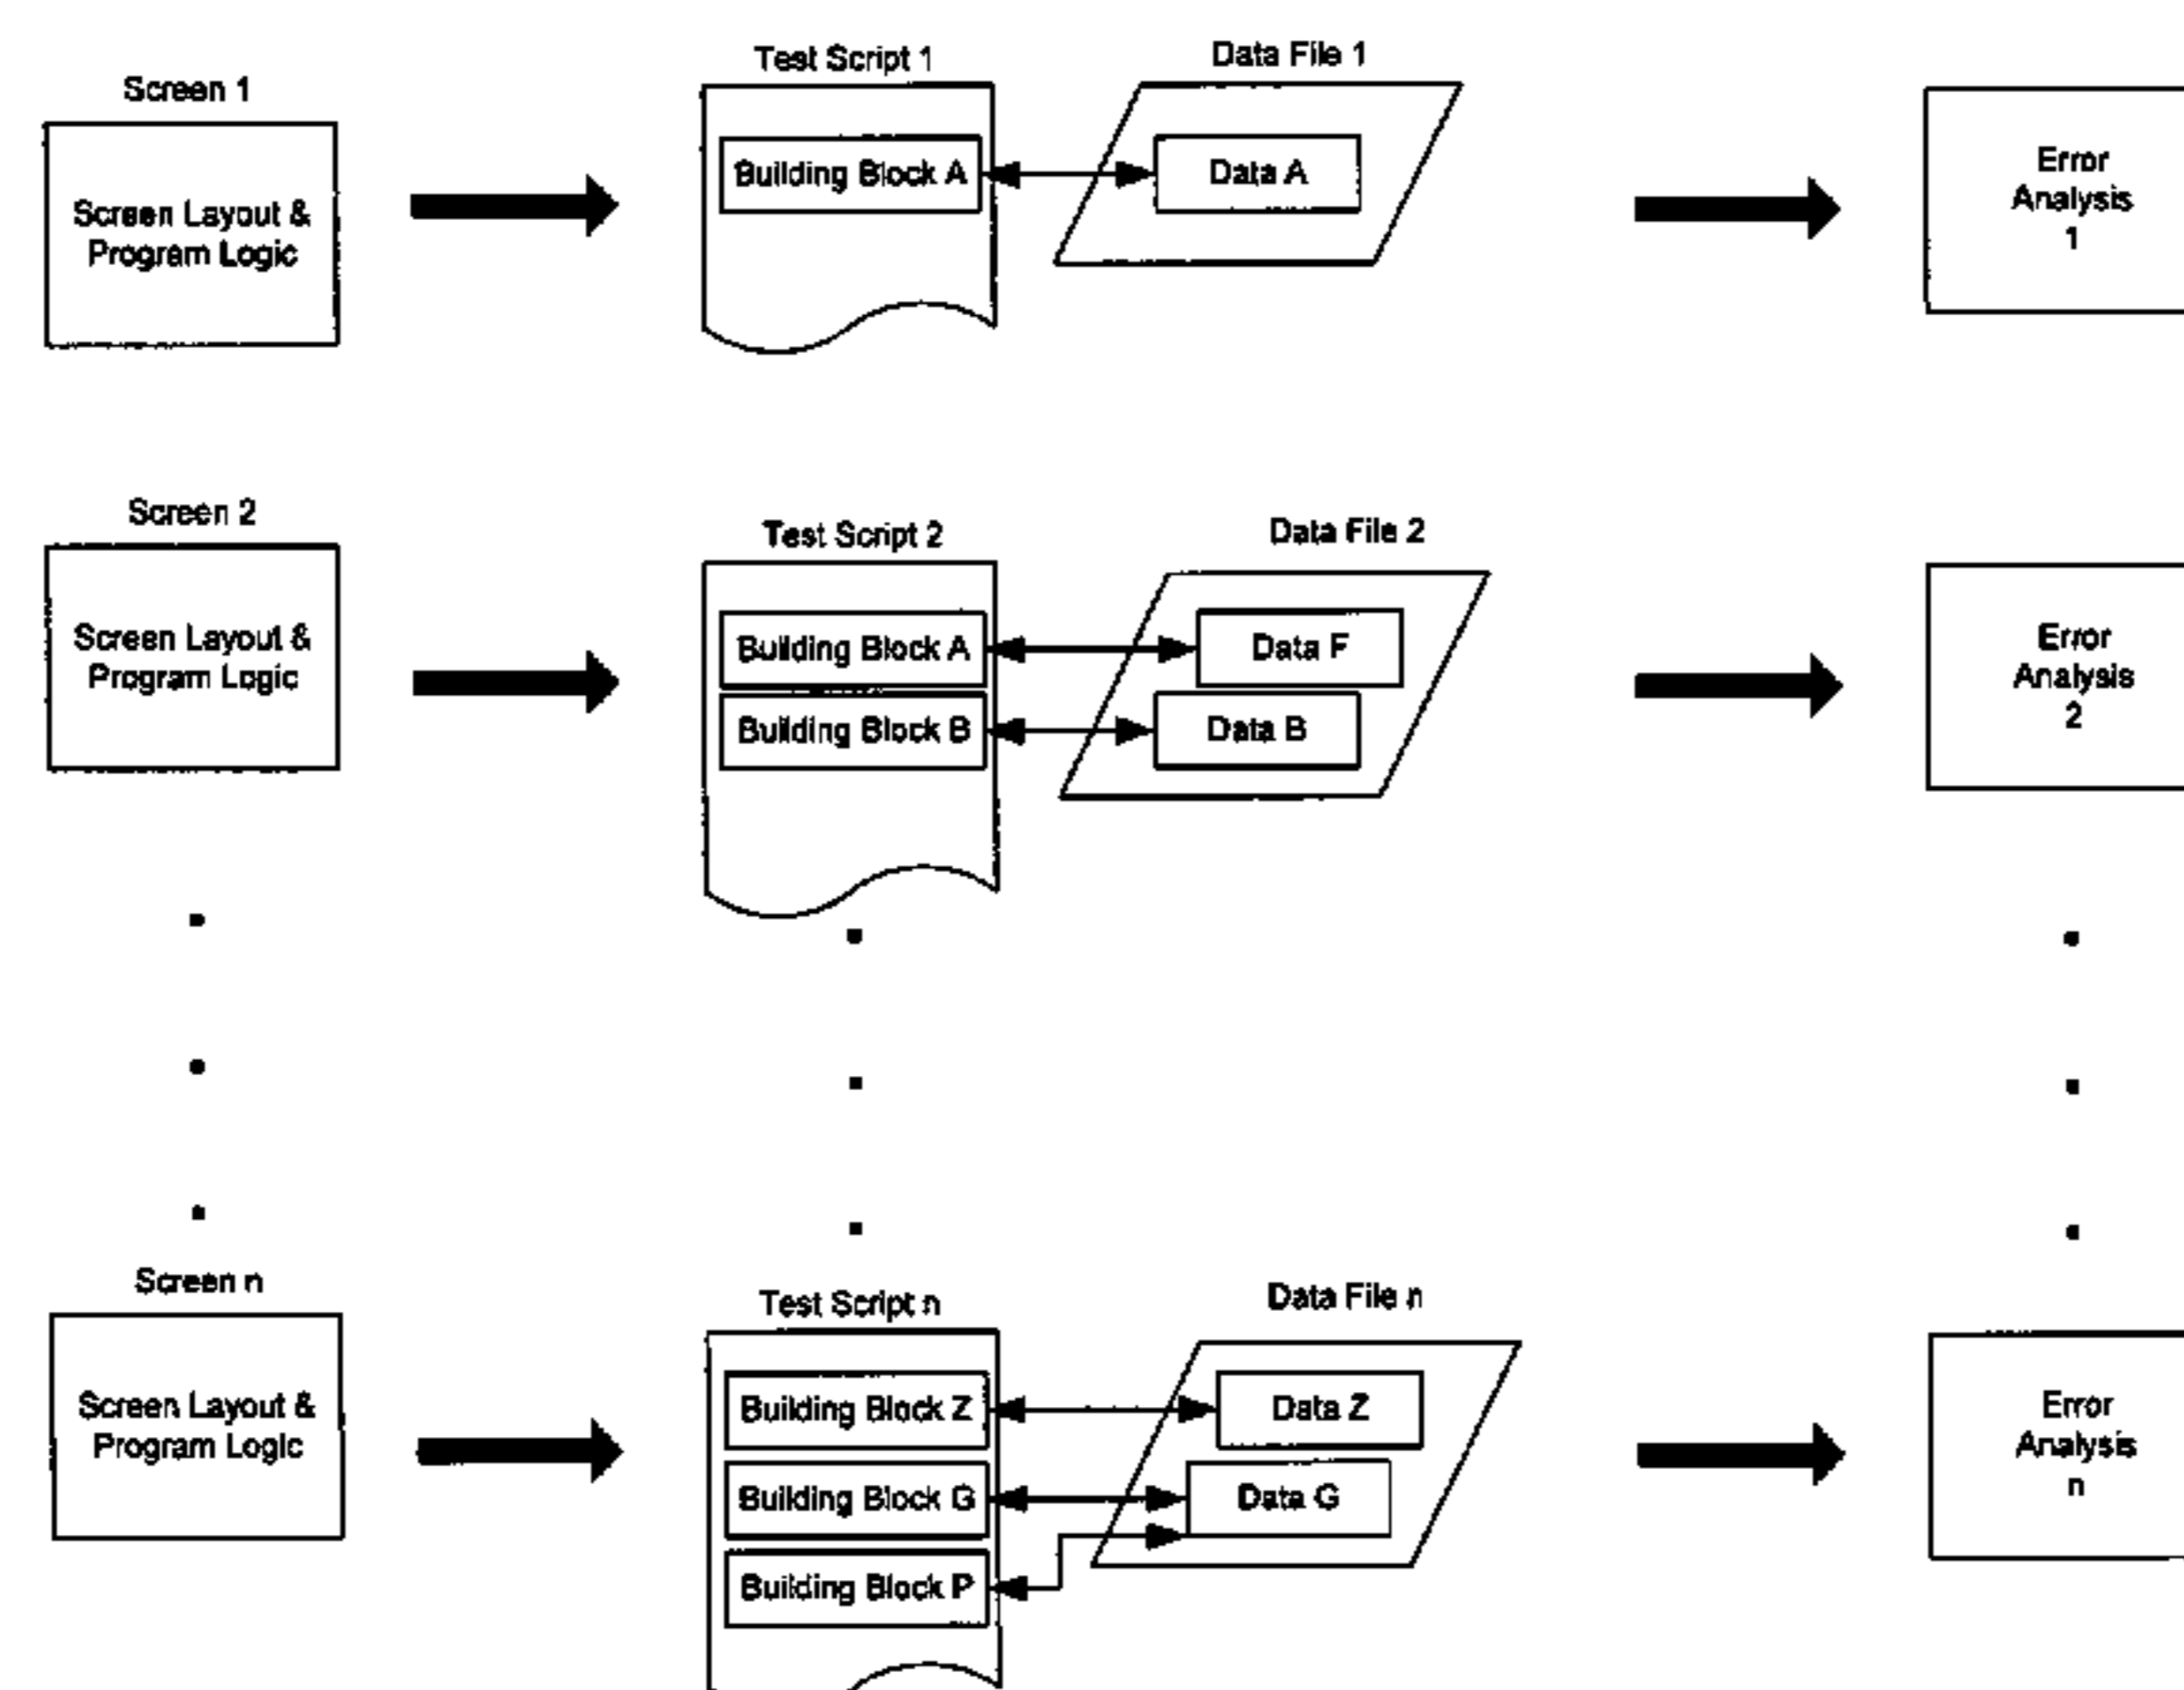 Screen 1
Screen Layout &
Program Logic
Test Script 1
Building Block A
Data File 1
Data A
Error
Analysis
1
Screen 2
Screen Layout &
Program Logic
Test Script 2
Building Block A
Building Block B
Data File 2
Data F
Data B
Error
Analysis
2
Screen n
Screen Layout &
Program Logic
Test Script n
Building Block Z
Building Block G
Building Block P
Data File n
Data Z
Data G
Error
Analysis
n